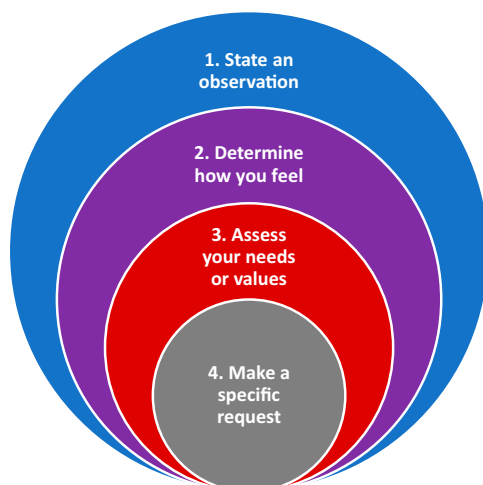 1. State an
observation
2. Determine
how you feel
3. Assess
your needs
or values
4. Make a
specific
request